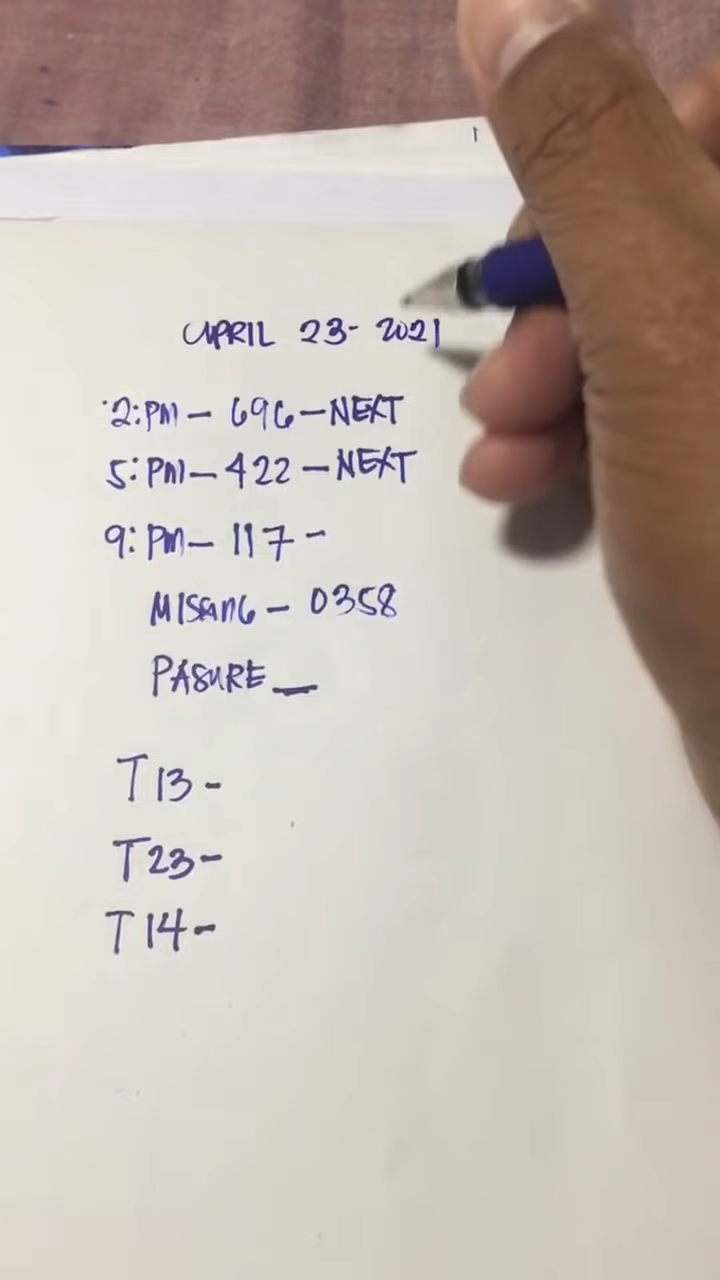 APRIL 23- 2021
2:PM - 696 - NEXT
5:PM - 422 - NEXT
9:PM - 117 -
MISANG - 0358
PASURE _
T13 -
T23 -
T14 -